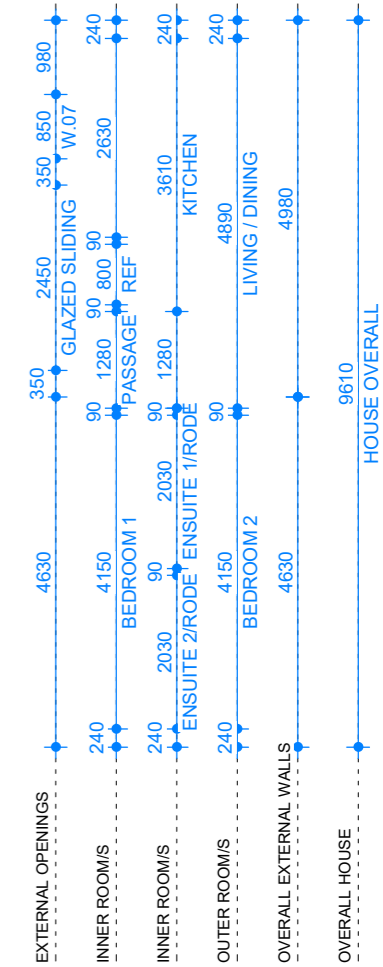 EXTERNAL OPENINGS
4630 350 2450 350 850 980
GLAZED SLIDING W.07
INNER ROOM/S
240 4150 90 1280 90 800 90 2630 240
BEDROOM 1 PASSAGE REF
INNER ROOM/S
240 2030 90 2030 90 1280 3610 240
ENSUITE 2/RODE ENSUITE 1/RODE KITCHEN
OUTER ROOM/S
240 4150 90 4890 240
BEDROOM 2 LIVING / DINING
OVERALL EXTERNAL WALLS
4630 4980
OVERALL HOUSE
9610
HOUSE OVERALL